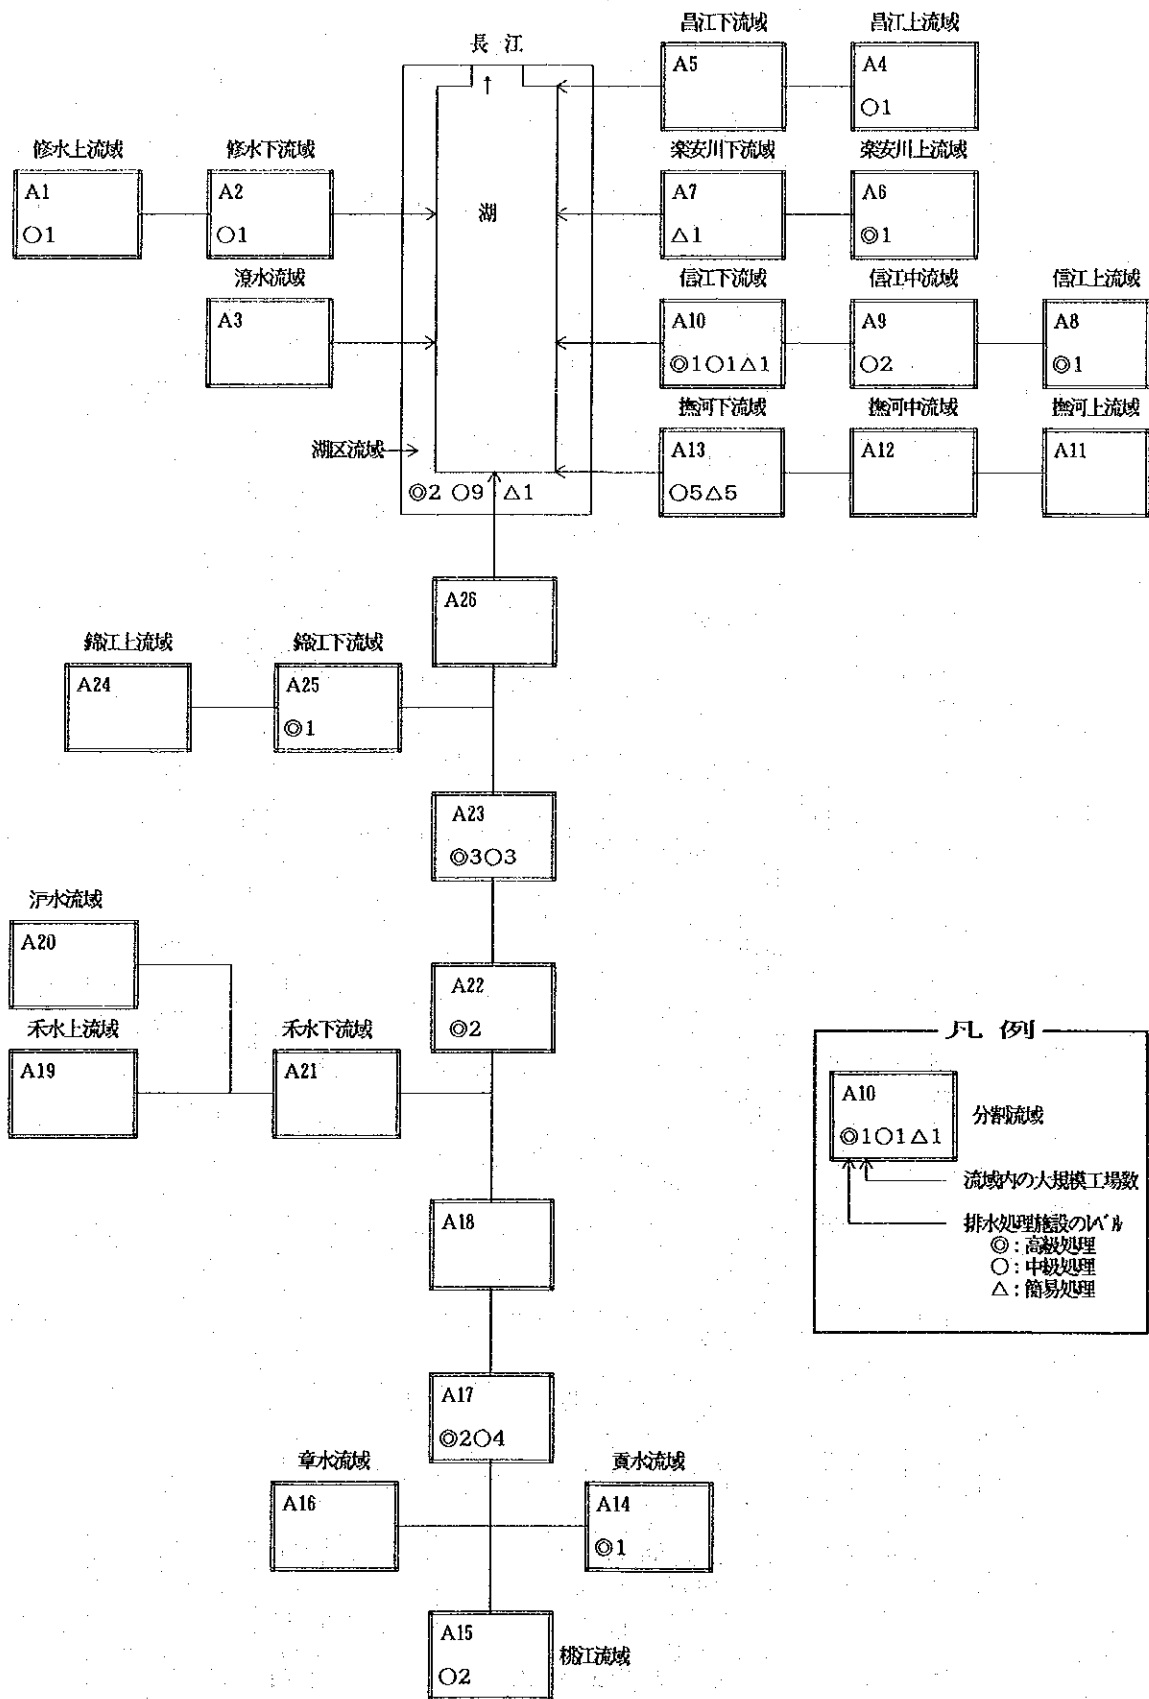 長江
昌江下流域
昌江上流域
A5
A4
○1
修水上流域
修水下流域
楽安川下流域
楽安川上流域
A1
○1
A2
○1
湖
A7
△1
A6
◎1
潦水流域
信江下流域
信江中流域
信江上流域
A3
A10
◎1○1△1
A9
○2
A8
◎1
撫河下流域
撫河中流域
撫河上流域
湖区流域
A13
○5△5
A12
A11
◎2 ○9 △1
A26
錦江上流域
錦江下流域
A24
A25
◎1
A23
◎3○3
A20
A22
◎2
禾水上流域
禾水下流域
A19
A21
凡例
A10
◎1○1△1
分割流域
流域内の大規模工場数
排水処理施設のレベル
◎:高級処理
○:中級処理
△:簡易処理
A18
A17
◎2○4
章水流域
貢水流域
A16
A14
◎1
A15
○2
桃江流域